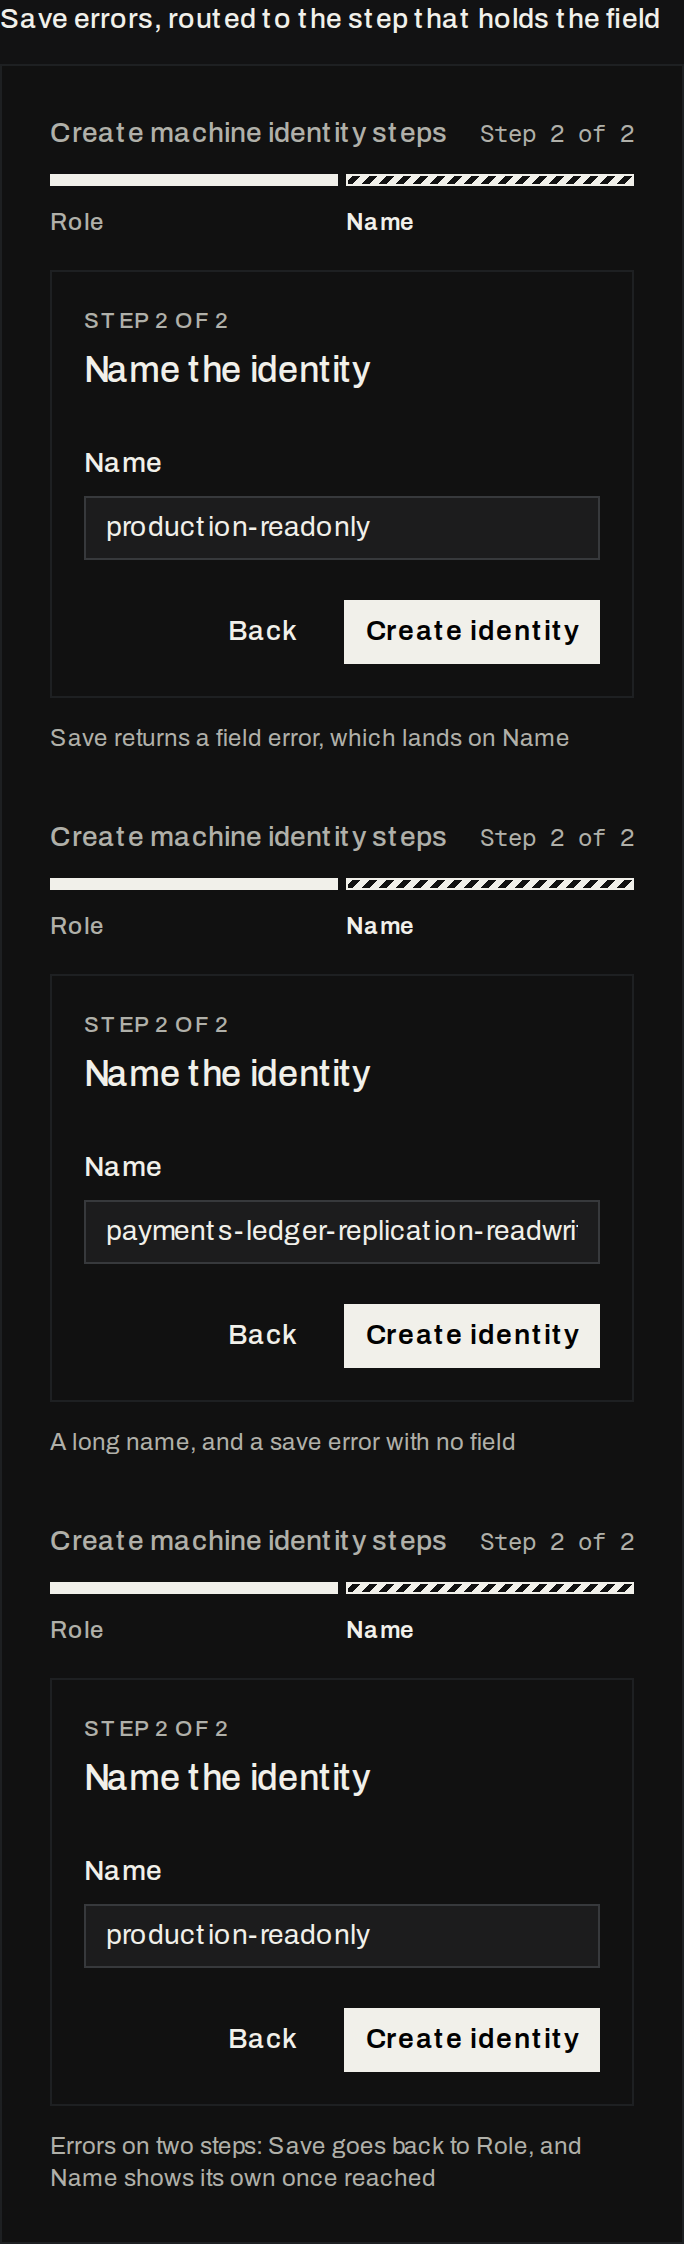 Save errors, routed to the step that holds the field
Create machine identity steps Step 2 of 2
Role Name
STEP 2 OF 2
Name the identity
Name
production-readonly
Back Create identity
Save returns a field error, which lands on Name
Create machine identity steps Step 2 of 2
Role Name
STEP 2 OF 2
Name the identity
Name
payments-ledger-replication-readwri
Back Create identity
A long name, and a save error with no field
Create machine identity steps Step 2 of 2
Role Name
STEP 2 OF 2
Name the identity
Name
production-readonly
Back Create identity
Errors on two steps: Save goes back to Role, and
Name shows its own once reached